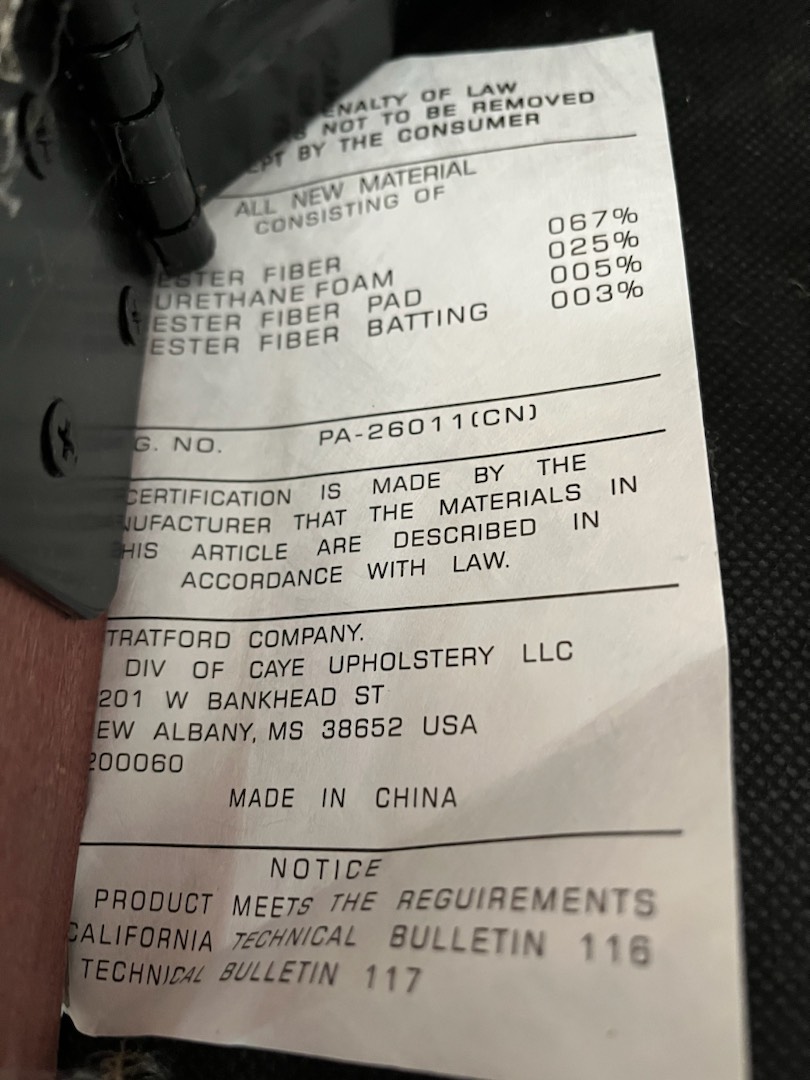 ENALTY OF LAW
NOT TO BE REMOVED
EPT BY THE CONSUMER
ALL NEW MATERIAL
CONSISTING OF
067%
ESTER FIBER 025%
URETHANE FOAM 005%
ESTER FIBER PAD 003%
ESTER FIBER BATTING
G. NO. PA-26011(CN)
CERTIFICATION IS MADE BY THE
NUFACTURER THAT THE MATERIALS IN
HIS ARTICLE ARE DESCRIBED IN
ACCORDANCE WITH LAW.
TRATFORD COMPANY.
DIV OF CAYE UPHOLSTERY LLC
201 W BANKHEAD ST
EW ALBANY, MS 38652 USA
200060
MADE IN CHINA
NOTICE
PRODUCT MEETS THE REGUIREMENTS
CALIFORNIA TECHNICAL BULLETIN 116
TECHNICAL BULLETIN 117